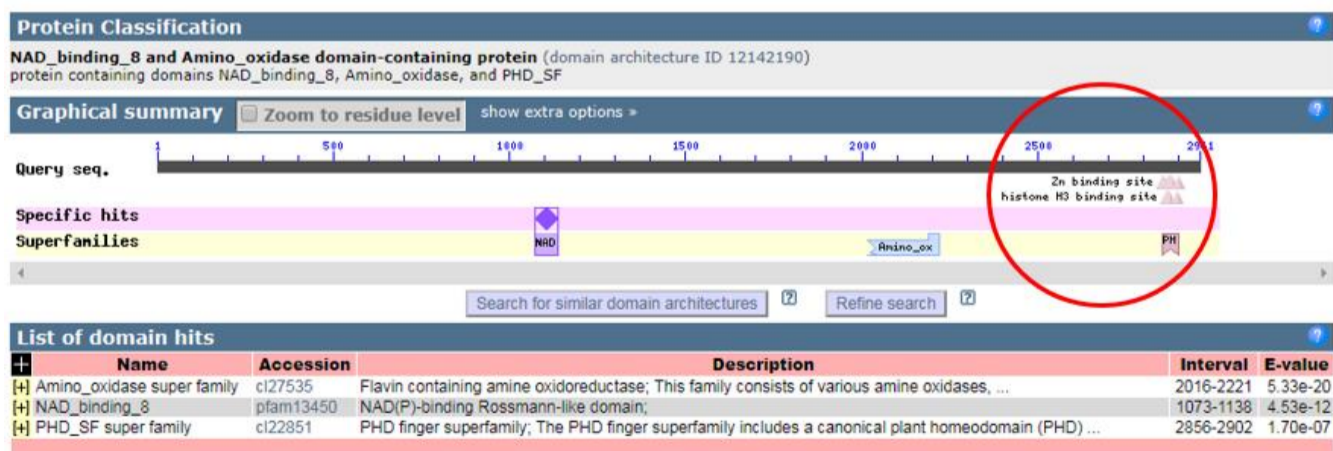 Protein Classification
NAD_binding_8 and Amino_oxidase domain-containing protein (domain architecture ID 12142190)
protein containing domains NAD_binding_8, Amino_oxidase, and PHD_SF
Graphical summary Zoom to residue level show extra options »
1 500 1000 1500 2000 2500 2951
Query seq.
Zn binding site
histone H3 binding site
Specific hits
Superfamilies NAD Amino_ox PH
Search for similar domain architectures ? Refine search ?
List of domain hits ?
+ Name Accession Description Interval E-value
[+] Amino_oxidase super family cl27535 Flavin containing amine oxidoreductase; This family consists of various amine oxidases, ... 2016-2221 5.33e-20
[+] NAD_binding_8 pfam13450 NAD(P)-binding Rossmann-like domain; 1073-1138 4.53e-12
[+] PHD_SF super family cl22851 PHD finger superfamily; The PHD finger superfamily includes a canonical plant homeodomain (PHD) ... 2856-2902 1.70e-07